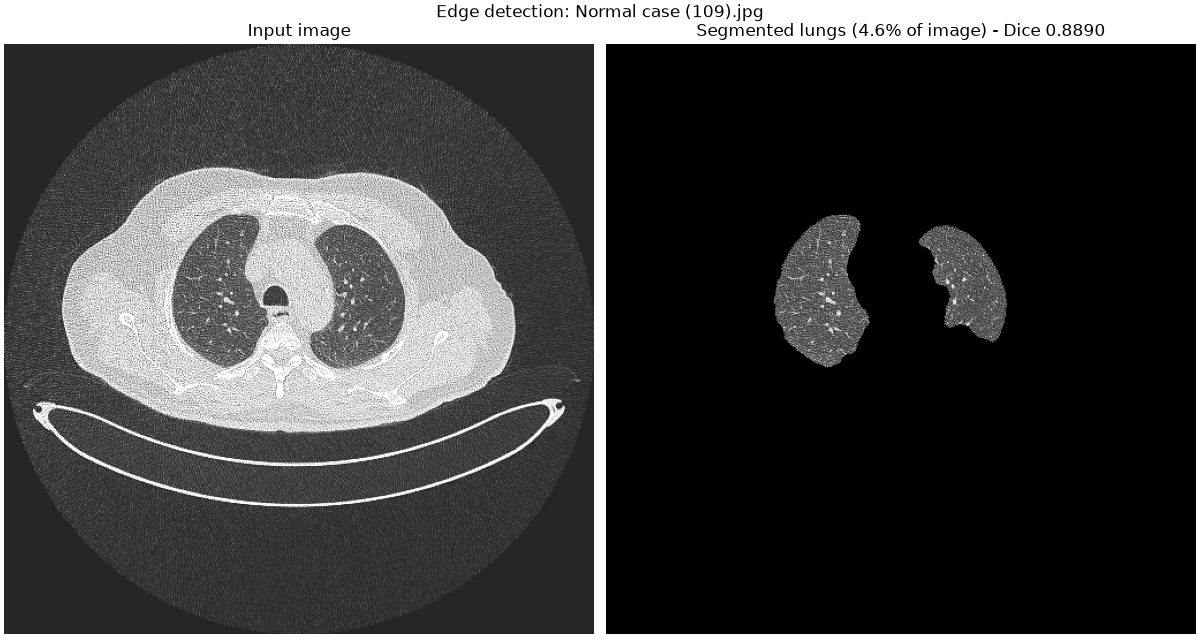 Edge detection: Normal case (109).jpg
Input image
Segmented lungs (4.6% of image) - Dice 0.8890